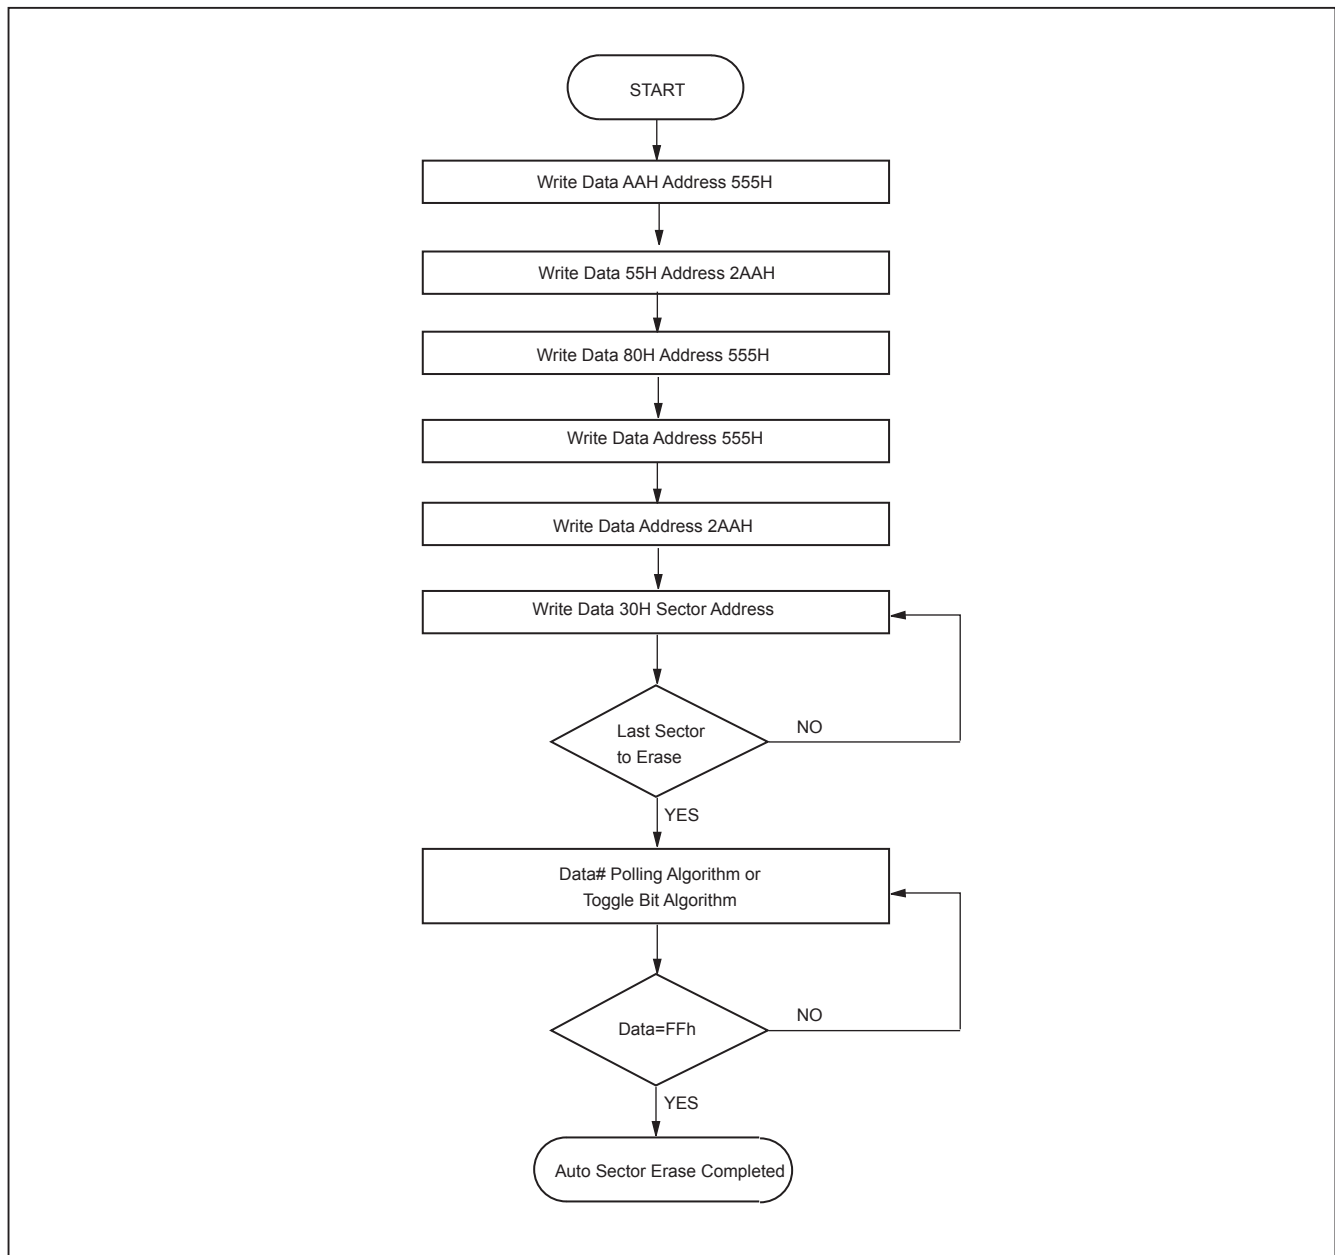 START
Write Data AAH Address 555H
Write Data 55H Address 2AAH
Write Data 80H Address 555H
Write Data Address 555H
Write Data Address 2AAH
Write Data 30H Sector Address
Last Sector
to Erase
NO
YES
Data# Polling Algorithm or
Toggle Bit Algorithm
Data=FFh
NO
YES
Auto Sector Erase Completed